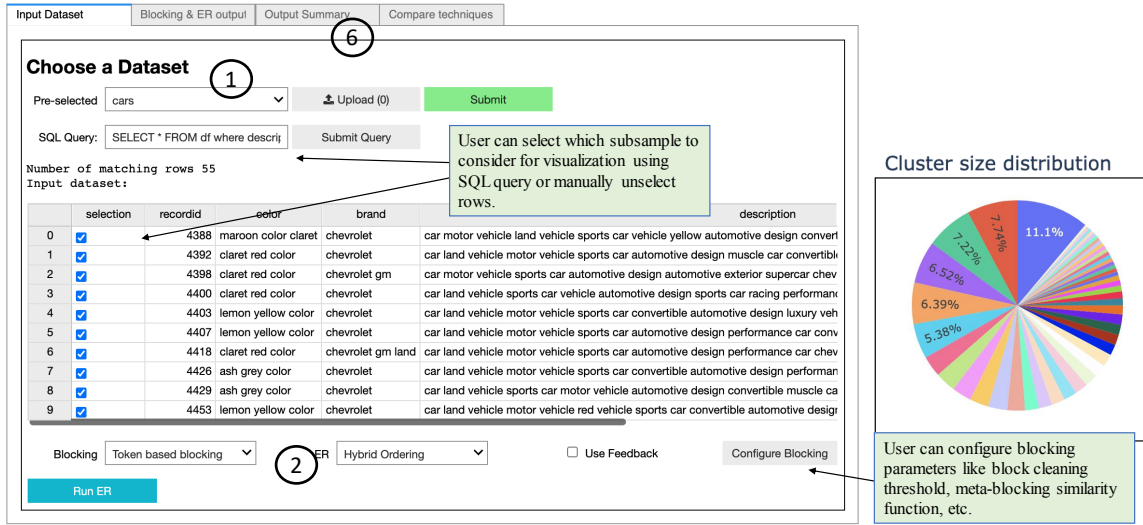 Input Dataset Blocking & ER output Output Summary Compare techniques
6
Choose a Dataset
1
Pre-selected cars Upload (0) Submit
SQL Query: SELECT * FROM df where descrip Submit Query
User can select which subsample to
consider for visualization using
SQL query or manually unselect
rows.
Number of matching rows 55
Input dataset:
selection recordid color brand description
0 4388 maroon color claret chevrolet car motor vehicle land vehicle sports car vehicle yellow automotive design convert
1 4392 claret red color chevrolet car land vehicle motor vehicle sports car automotive design muscle car convertible
2 4398 claret red color chevrolet gm car motor vehicle sports car automotive design automotive exterior supercar chev
3 4400 claret red color chevrolet car land vehicle sports car vehicle automotive design sports car racing performanc
4 4403 lemon yellow color chevrolet car land vehicle motor vehicle sports car convertible automotive design luxury veh
5 4407 lemon yellow color chevrolet car land vehicle motor vehicle sports car automotive design performance car conv
6 4418 claret red color chevrolet gm land car land vehicle motor vehicle sports car automotive design performance car chev
7 4426 ash grey color chevrolet car land vehicle motor vehicle sports car convertible automotive design performan
8 4429 ash grey color chevrolet car land vehicle sports car motor vehicle automotive design convertible muscle ca
9 4453 lemon yellow color chevrolet car land vehicle motor vehicle red vehicle sports car convertible automotive design
Blocking Token based blocking 2 ER Hybrid Ordering Use Feedback Configure Blocking
Run ER
Cluster size distribution
11.1%
7.74%
7.22%
6.52%
6.39%
5.38%
User can configure blocking
parameters like block cleaning
threshold, meta-blocking similarity
function, etc.